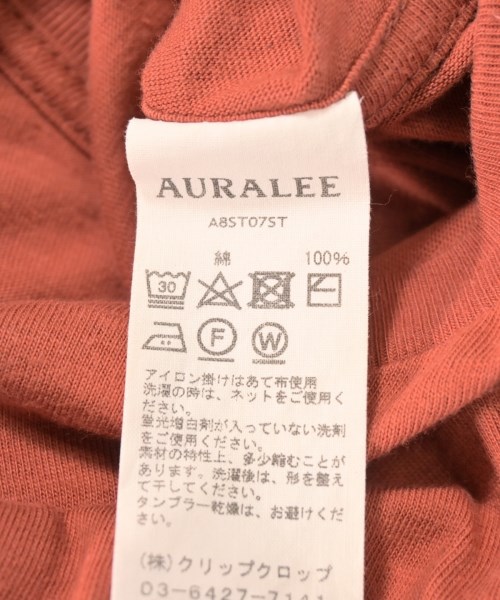 AURALEE
A8ST07ST
綿 100%
30
F W
アイロン掛けはあて布使用
洗濯の時は、ネットをご使用く
ださい。
蛍光増白剤が入っていない洗剤
をご使用ください。
素材の特性上、多少縮むことが
あります。洗濯後は、形を整え
て干してください。
タンブラー乾燥は、お避けくだ
さい。
(株)クリップクロップ
03-6427-7141